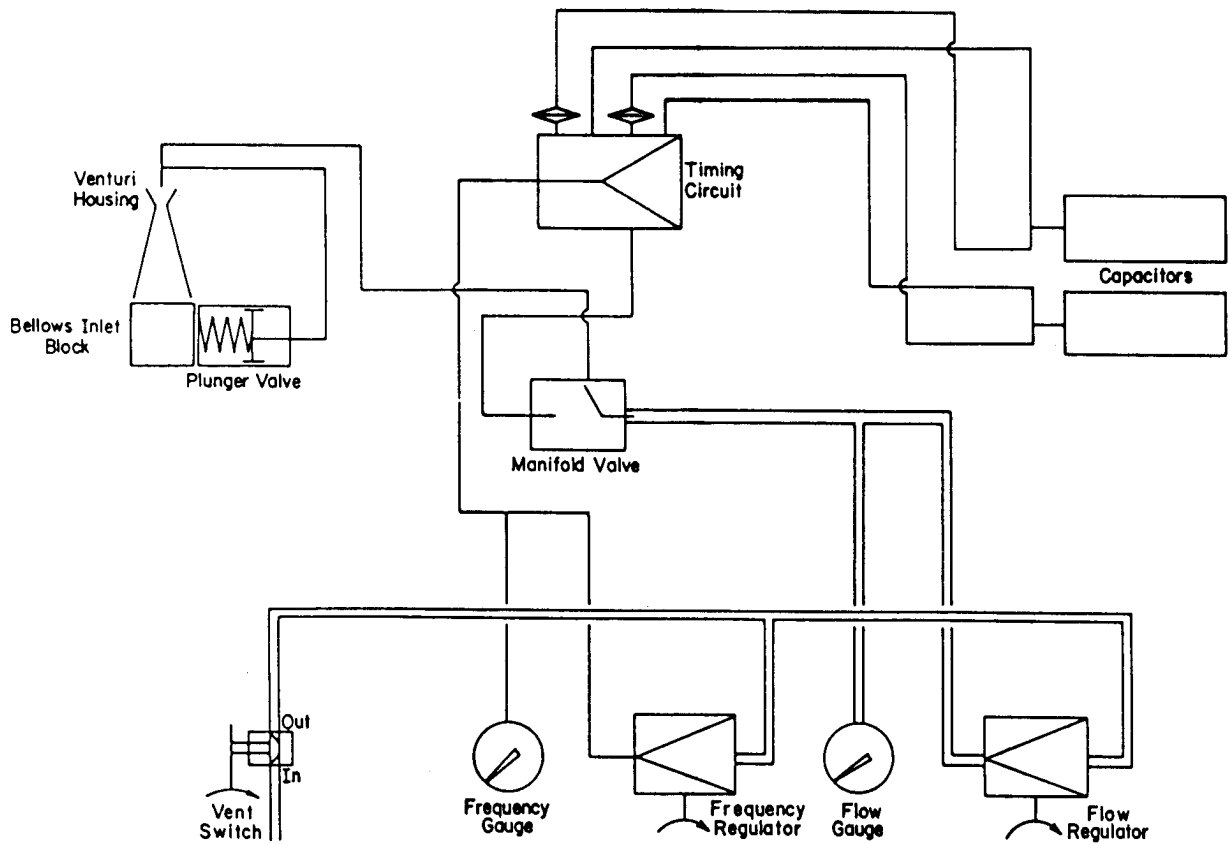 Timing
Circuit
Venturi
Housing
Capacitors
Bellows Inlet
Block
Plunger Valve
Manifold Valve
Out
In
Vent
Switch
Frequency
Gauge
Frequency
Regulator
Flow
Gauge
Flow
Regulator